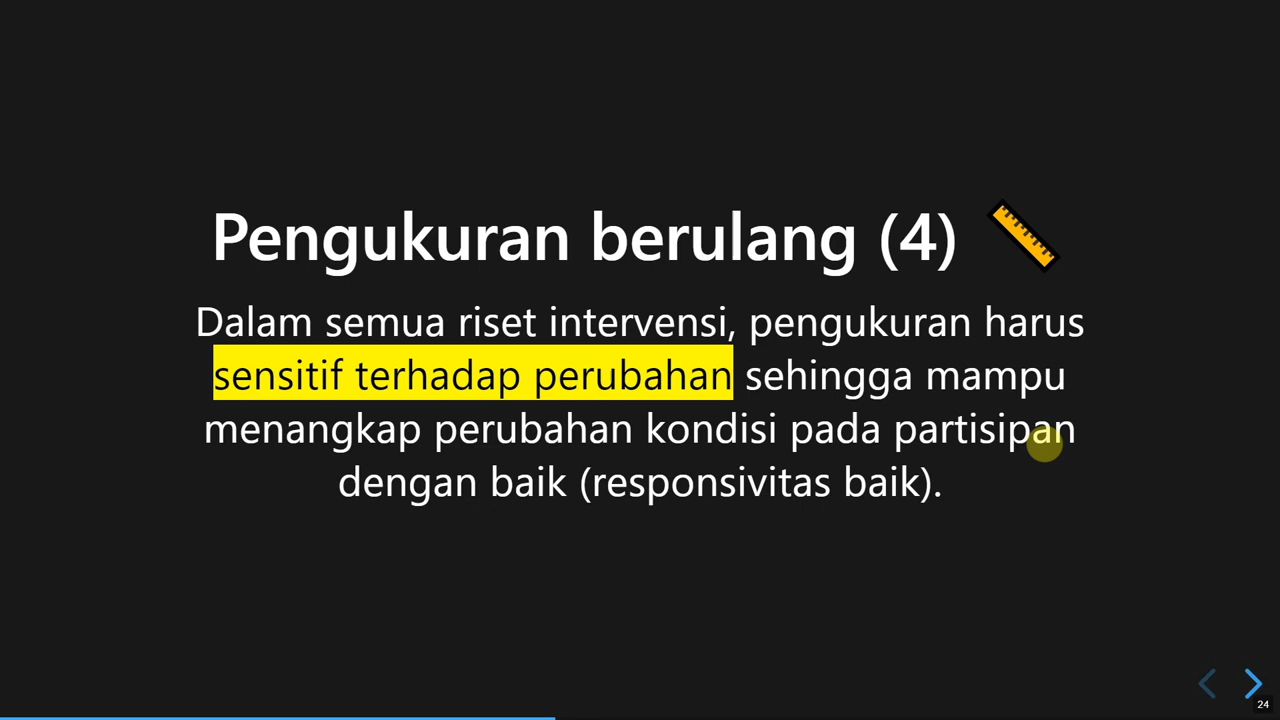 Pengukuran berulang (4)
Dalam semua riset intervensi, pengukuran harus
sensitif terhadap perubahan sehingga mampu
menangkap perubahan kondisi pada partisipan
dengan baik (responsivitas baik).
24